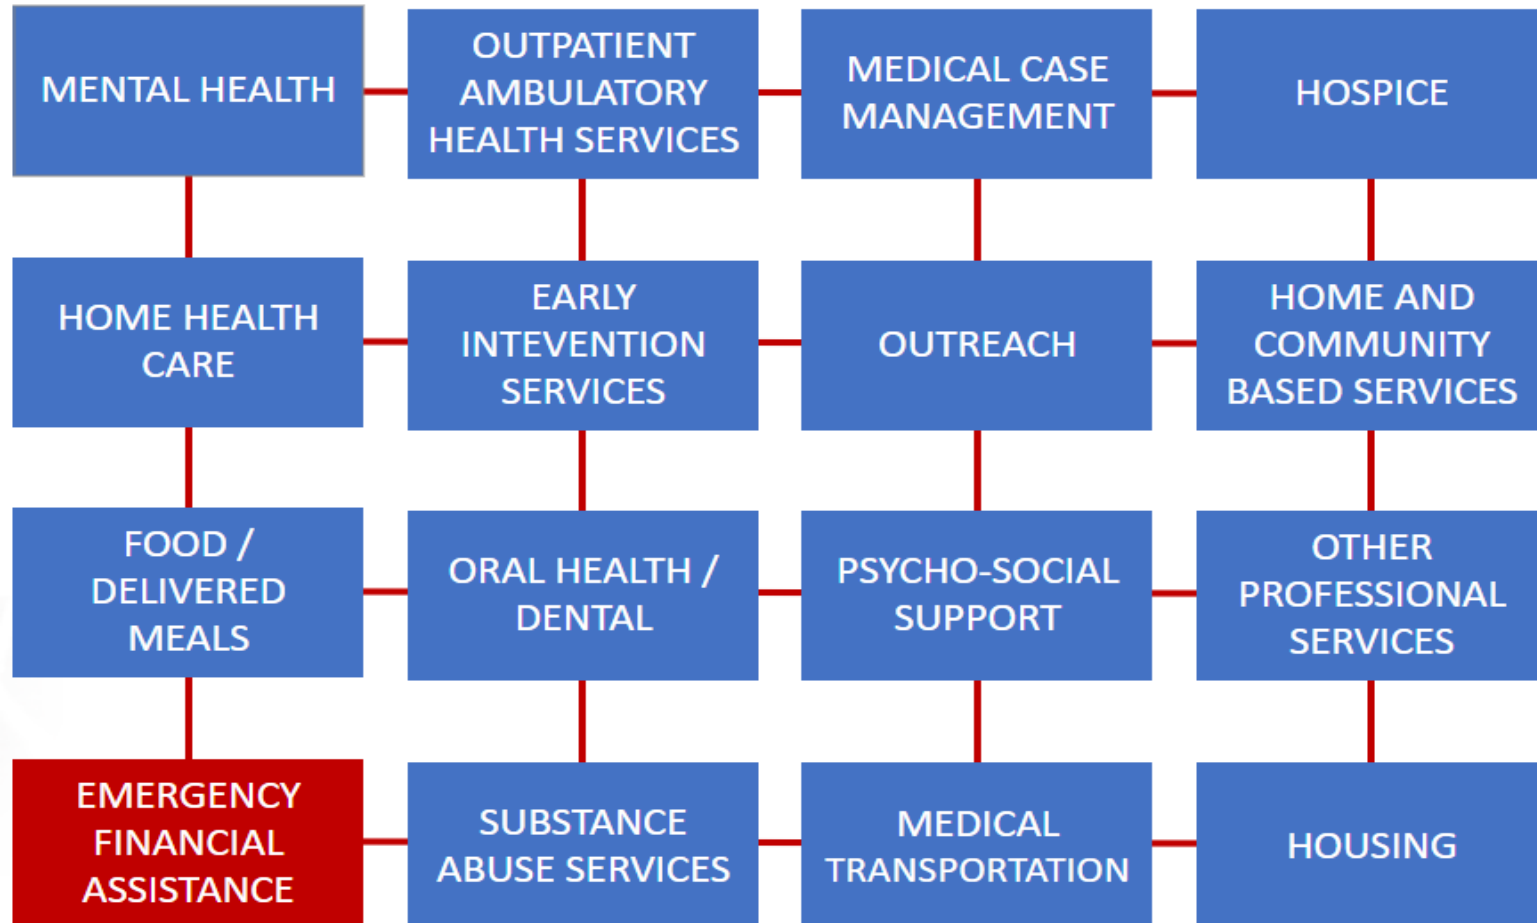 MENTAL HEALTH
OUTPATIENT
AMBULATORY
HEALTH SERVICES
MEDICAL CASE
MANAGEMENT
HOSPICE
HOME HEALTH
CARE
EARLY
INTEVENTION
SERVICES
OUTREACH
HOME AND
COMMUNITY
BASED SERVICES
FOOD /
DELIVERED
MEALS
ORAL HEALTH /
DENTAL
PSYCHO-SOCIAL
SUPPORT
OTHER
PROFESSIONAL
SERVICES
EMERGENCY
FINANCIAL
ASSISTANCE
SUBSTANCE
ABUSE SERVICES
MEDICAL
TRANSPORTATION
HOUSING